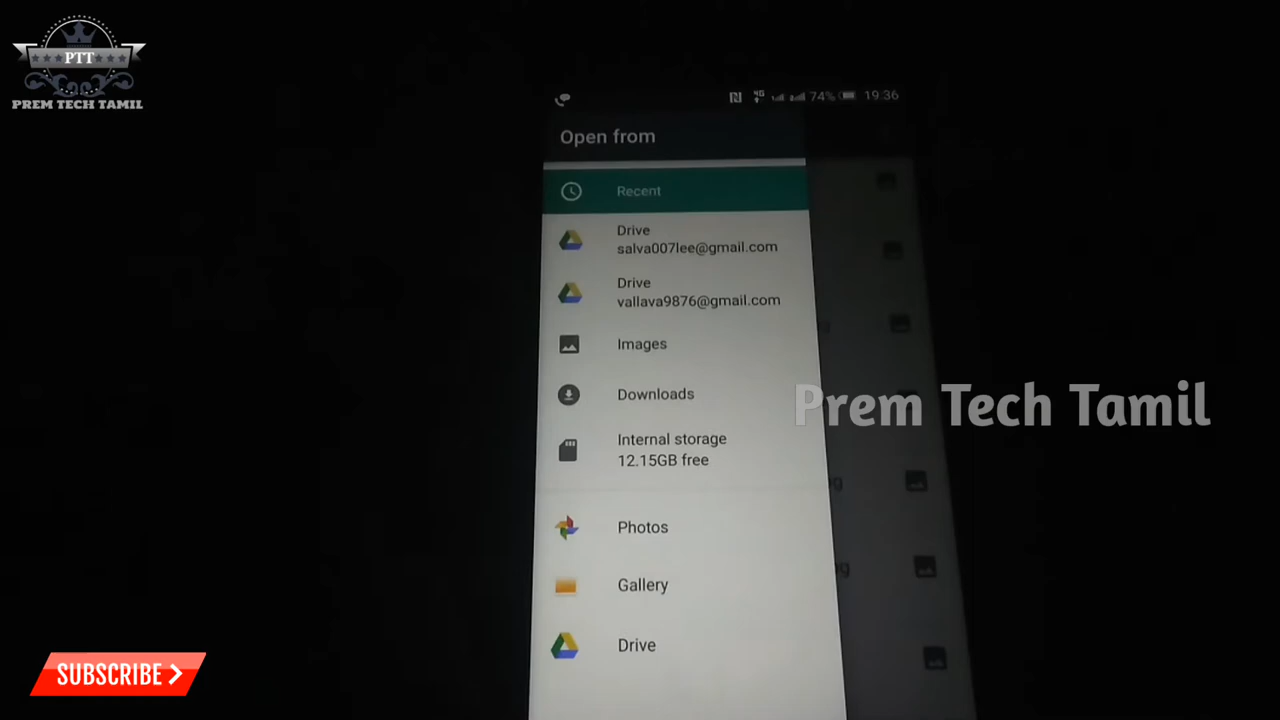 PTT
PREM TECH TAMIL
4G
74%
19:36
Open from
Recent
Drive
salva007lee@gmail.com
Drive
vallava9876@gmail.com
Images
Downloads
Internal storage
12.15GB free
Photos
Gallery
Drive
Prem Tech Tamil
SUBSCRIBE